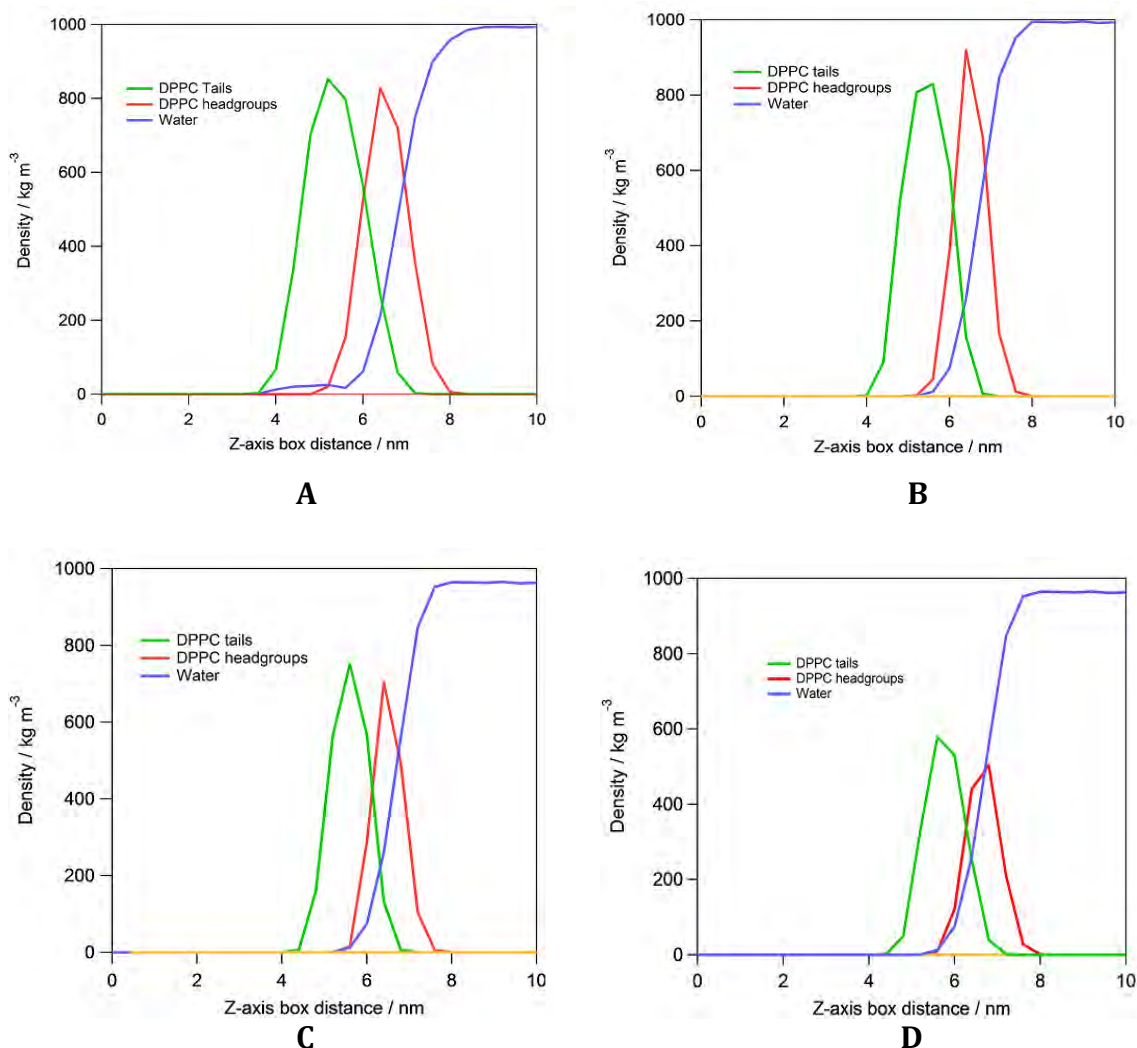 1000
800
600
400
200
0
Density / kg m⁻³
DPPC Tails
DPPC headgroups
Water
0 2 4 6 8 10
Z-axis box distance / nm
A
1000
800
600
400
200
0
Density / kg m⁻³
DPPC tails
DPPC headgroups
Water
0 2 4 6 8 10
Z-axis box distance / nm
B
1000
800
600
400
200
0
Density / kg m⁻³
DPPC tails
DPPC headgroups
Water
0 2 4 6 8 10
Z-axis box distance / nm
C
1000
800
600
400
200
0
Density / kg m⁻³
DPPC tails
DPPC headgroups
Water
0 2 4 6 8 10
Z-axis box distance / nm
D